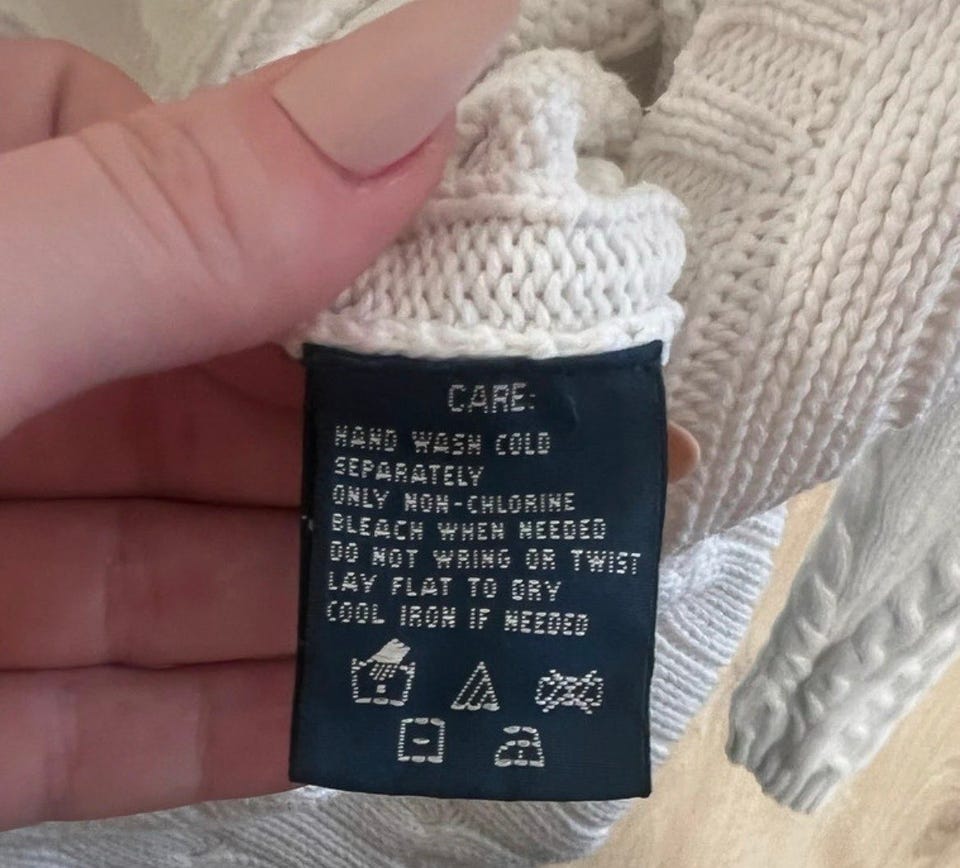 CARE:
HAND WASH COLD
SEPARATELY
ONLY NON-CHLORINE
BLEACH WHEN NEEDED
DO NOT WRING OR TWIST
LAY FLAT TO DRY
COOL IRON IF NEEDED